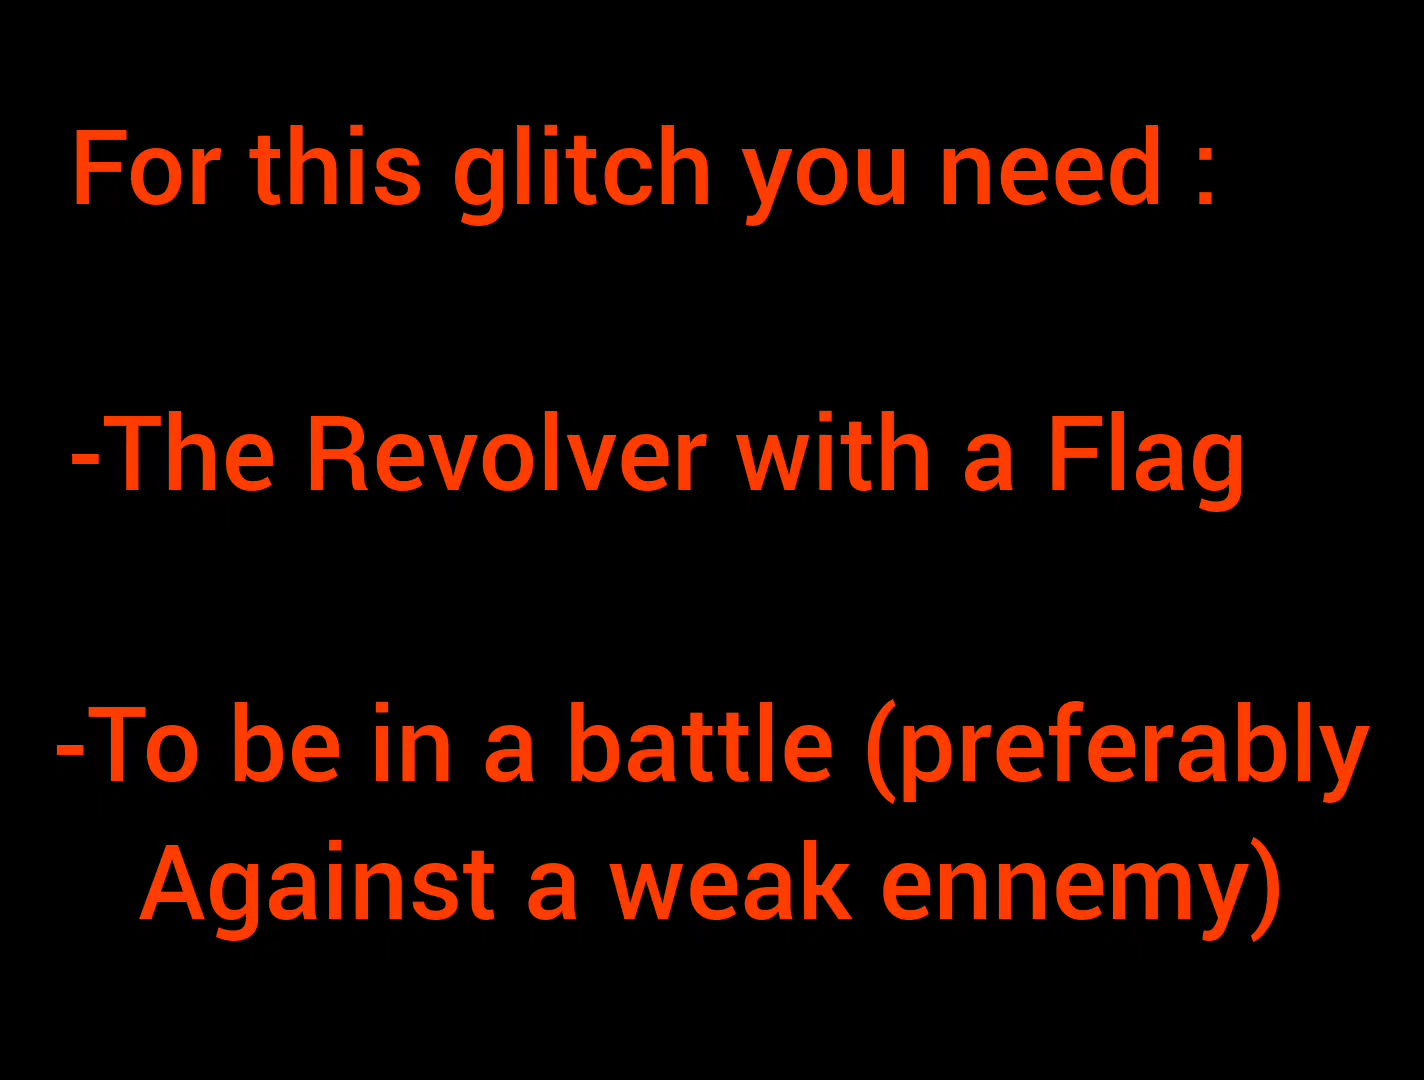 For this glitch you need :
-The Revolver with a Flag
-To be in a battle (preferably
Against a weak ennemy)